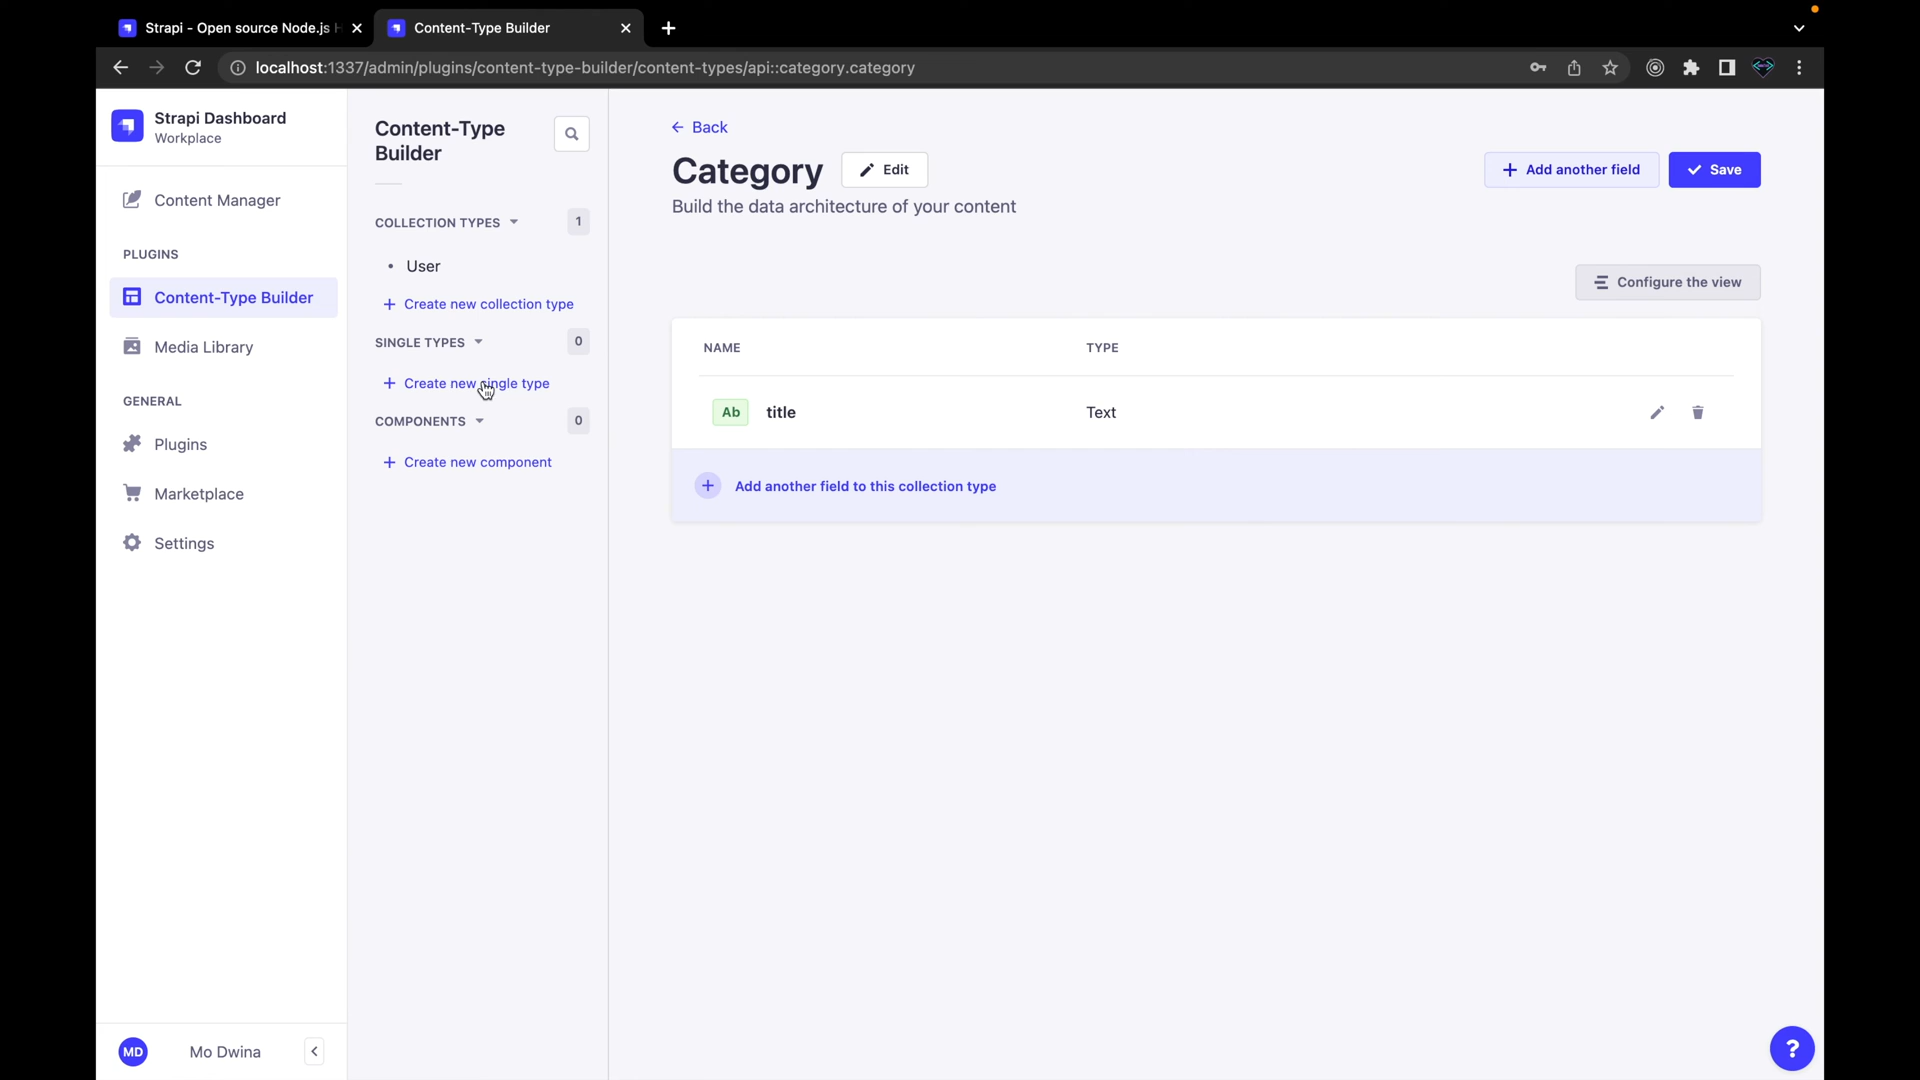 Strapi - Open source Node.js H
Content-Type Builder
localhost:1337/admin/plugins/content-type-builder/content-types/api::category.category
Strapi Dashboard
Workplace
Content Manager
PLUGINS
Content-Type Builder
Media Library
GENERAL
Plugins
Marketplace
Settings
MD
Mo Dwina
Content-Type
Builder
COLLECTION TYPES
1
User
Create new collection type
SINGLE TYPES
0
Create new single type
COMPONENTS
0
Create new component
Back
Category
Edit
Add another field
Save
Build the data architecture of your content
Configure the view
NAME
TYPE
Ab
title
Text
Add another field to this collection type
?